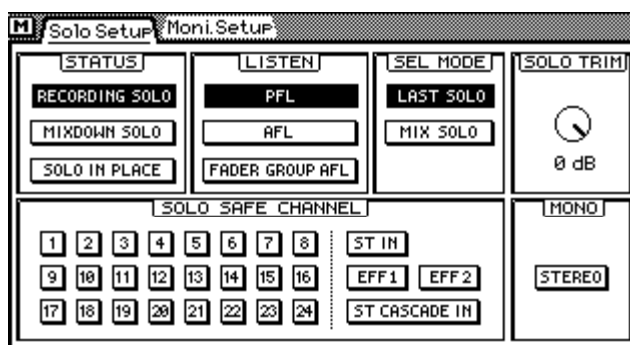 M Solo Setup Moni.Setup
STATUS LISTEN SEL MODE SOLO TRIM
RECORDING SOLO PFL LAST SOLO
MIXDOWN SOLO AFL MIX SOLO
SOLO IN PLACE FADER GROUP AFL 0 dB
SOLO SAFE CHANNEL MONO
1 2 3 4 5 6 7 8 ST IN
9 10 11 12 13 14 15 16 EFF1 EFF2 STEREO
17 18 19 20 21 22 23 24 ST CASCADE IN